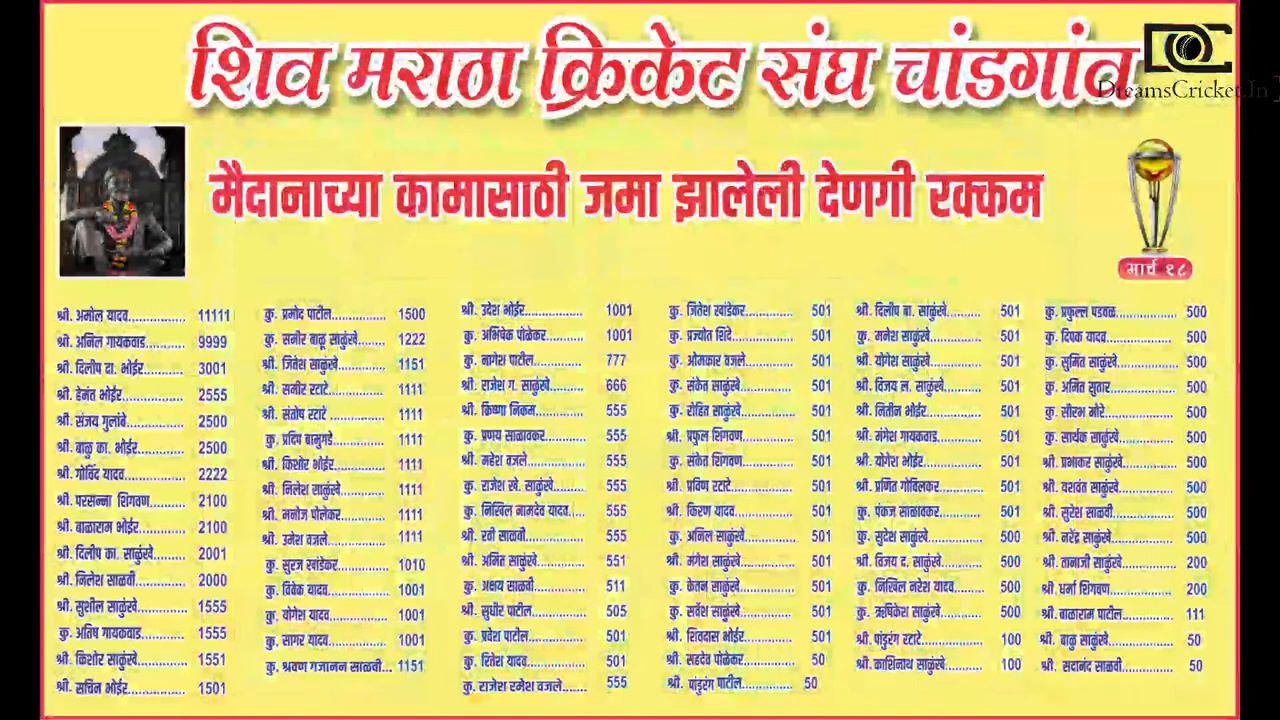 शिव मराठा क्रिकेट संघ चांडगांव
DreamsCricket.In
मैदानाच्या कामासाठी जमा झालेली देणगी रक्कम
मार्च १८
श्री. अमोल यादव............... 11111
श्री. अनिल गायकवाड........... 9999
श्री. दिलीप दा. भोईर........... 3001
श्री. हेमंत भोईर................ 2555
श्री. संजय गुलांबे............... 2500
श्री. बाळु का. भोईर............. 2500
श्री. गोविंद यादव.............. 2222
श्री. परसन्ना शिगवण........... 2100
श्री. बाळाराम भोईर............ 2100
श्री. दिलीप का. साळुंखे......... 2001
श्री. निलेश साळवी............. 2000
श्री. सुशील साळुंखे............. 1555
कु. अतिष गायकवाड........... 1555
श्री. किशोर साळुंखे............. 1551
श्री. सचिन भोईर............... 1501
कु. प्रमोद पाटील............... 1500
कु. समीर बाळू साळुंखे........ 1222
श्री. जितेश साळुंखे............. 1151
श्री. समीर रटाटे............... 1111
श्री. संतोष रटाटे............... 1111
कु. प्रदिप बामुगडे............. 1111
श्री. किशोर भोईर.............. 1111
श्री. निलेश साळुंखे............. 1111
श्री. मनोज पोलेकर............. 1111
श्री. उमेश वजले................ 1111
कु. सुरज खांडेकर.............. 1010
कु. विवेक यादव............... 1001
कु. योगेश यादव............... 1001
कु. सागर यादव............... 1001
कु. श्रवण गजानन साळवी... 1151
श्री. उदेश भोईर................ 1001
कु. अभिषेक पोळेकर.......... 1001
कु. नागेश पाटील.............. 777
श्री. राजेश ग. साळुंखे......... 666
श्री. किष्णा निकम.............. 555
कु. प्रणय साळावकर........... 555
श्री. महेश वजले................ 555
कु. राजेश खे. साळुंखे......... 555
कु. निखिल नामदेव यादव.... 555
श्री. रवी साळवी............... 555
श्री. अमित साळुंखे............. 551
कु. अक्षय साळवी............. 511
श्री. सुधीर पाटील.............. 505
कु. प्रवेश पाटील............... 501
कु. रितेश यादव............... 501
कु. राजेश रमेश वजले....... 555
कु. जितेश खांडेकर............ 501
कु. प्रज्योत शिंदे............... 501
कु. ओमकार वजले............ 501
कु. संकेत साळुंखे.............. 501
कु. रोहित साळुंखे.............. 501
श्री. प्रफुल शिगवण............. 501
कु. संकेत शिगवण............. 501
श्री. प्रविण रटाटे............... 501
श्री. किरण यादव............... 501
कु. अनिल साळुंखे............. 501
श्री. मंगेश साळुंखे.............. 501
कु. केतन साळुंखे.............. 501
कु. सर्वेश साळुंखे.............. 501
श्री. शिवदास भोईर............ 501
श्री. सहदेव पोळेकर............ 50
श्री. पांडुरंग पाटील............ 50
श्री. दिलीप बा. साळुंखे........ 501
कु. मनेश साळुंखे.............. 501
श्री. योगेश साळुंखे............. 501
श्री. विजय ल. साळुंखे......... 501
श्री. नितीन भोईर.............. 501
श्री. मंगेश गायकवाड........... 501
श्री. योगेश भोईर............... 501
श्री. प्रणित गोविलकर.......... 501
कु. पंकज साळावकर.......... 501
कु. सुदेश साळुंखे.............. 500
श्री. विजय द. साळुंखे......... 500
कु. निखिल नरेश यादव...... 500
कु. ऋषिकेश साळुंखे.......... 500
श्री. पांडुरंग रटाटे.............. 100
श्री. काशिनाथ साळुंखे......... 100
कु. प्रफुल्ल पडवळ............. 500
कु. दिपक यादव............... 500
कु. सुमित साळुंखे............. 500
कु. अमित सुतार............... 500
कु. सौरभ मोरे................. 500
कु. सार्थक साळुंखे............ 500
श्री. प्रभाकर साळुंखे........... 500
श्री. यशवंत साळुंखे............ 500
श्री. सुरेश साळवी.............. 500
श्री. नरेंद्र साळुंखे............... 500
श्री. तानाजी साळुंखे............ 200
श्री. धर्मा शिगवण.............. 200
श्री. बाळाराम पाटील........... 111
श्री. बाळु साळुंखे............... 50
श्री. सदानंद साळवी............ 50